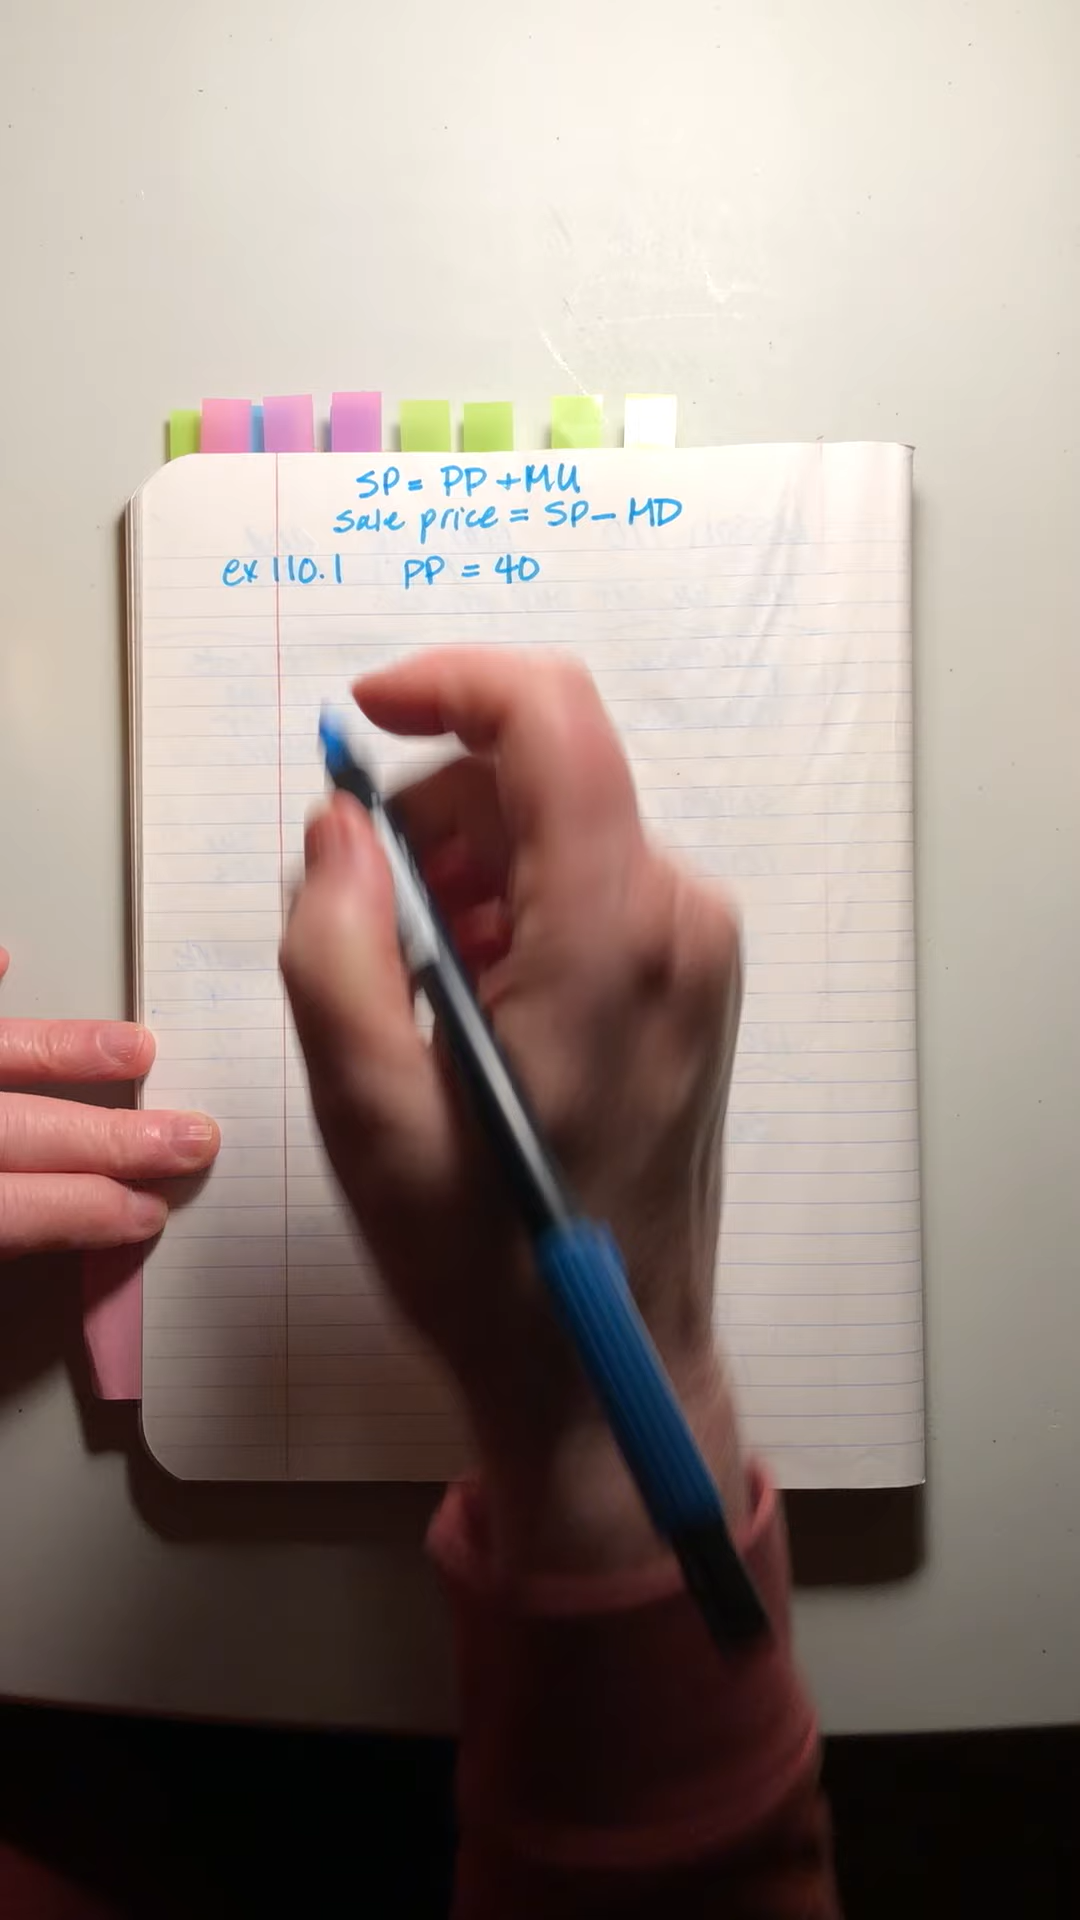 SP = PP + MU
Sale price = SP - MD
ex 110.1 PP = 40